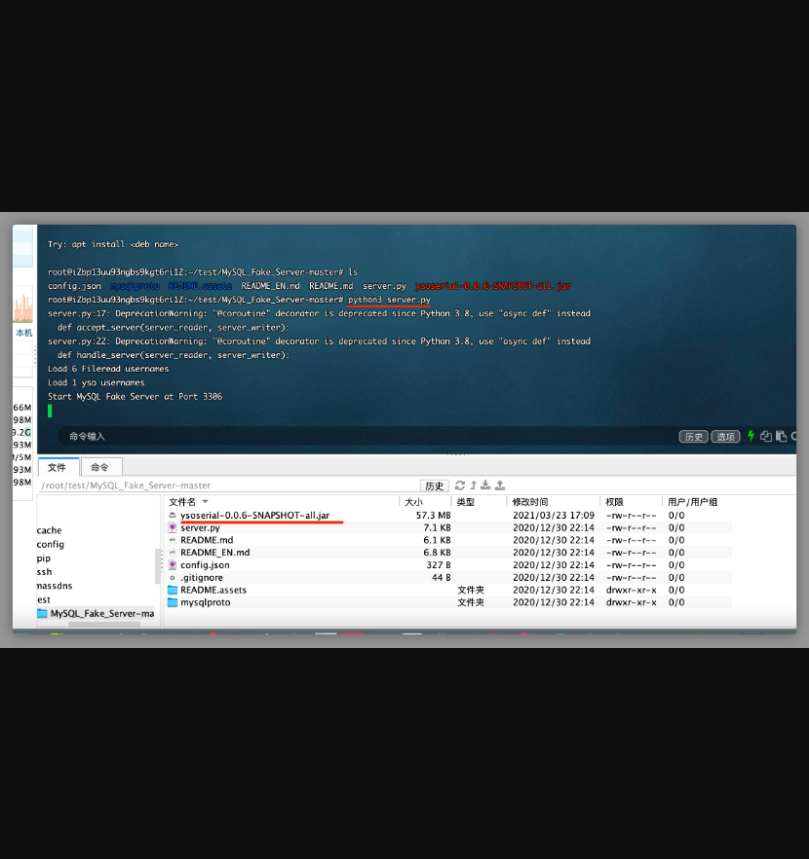 Try: apt install <deb name>
root@iZbp13uu93ngbs9kgt6ri1Z:~/test/MySQL_Fake_Server-master# ls
config.json mysqlproto README.assets README_EN.md README.md server.py ysoserial-0.0.6-SNAPSHOT-all.jar
root@iZbp13uu93ngbs9kgt6ri1Z:~/test/MySQL_Fake_Server-master# python3 server.py
server.py:17: DeprecationWarning: "@coroutine" decorator is deprecated since Python 3.8, use "async def" instead
def accept_server(server_reader, server_writer):
server.py:22: DeprecationWarning: "@coroutine" decorator is deprecated since Python 3.8, use "async def" instead
def handle_server(server_reader, server_writer):
Load 6 Fileread usernames
Load 1 yso usernames
Start MySQL Fake Server at Port 3306
本机
66M
98M
9.2G
93M
/5M
93M
98M
命令输入 历史 选项
文件 命令
/root/test/MySQL_Fake_Server-master 历史
文件名 大小 类型 修改时间 权限 用户/用户组
ysoserial-0.0.6-SNAPSHOT-all.jar 57.3 MB 2021/03/23 17:09 -rw-r--r-- 0/0
server.py 7.1 KB 2020/12/30 22:14 -rw-r--r-- 0/0
README.md 6.1 KB 2020/12/30 22:14 -rw-r--r-- 0/0
README_EN.md 6.8 KB 2020/12/30 22:14 -rw-r--r-- 0/0
config.json 327 B 2020/12/30 22:14 -rw-r--r-- 0/0
.gitignore 44 B 2020/12/30 22:14 -rw-r--r-- 0/0
README.assets 文件夹 2020/12/30 22:14 drwxr-xr-x 0/0
mysqlproto 文件夹 2020/12/30 22:14 drwxr-xr-x 0/0
cache
config
pip
ssh
massdns
est
MySQL_Fake_Server-ma